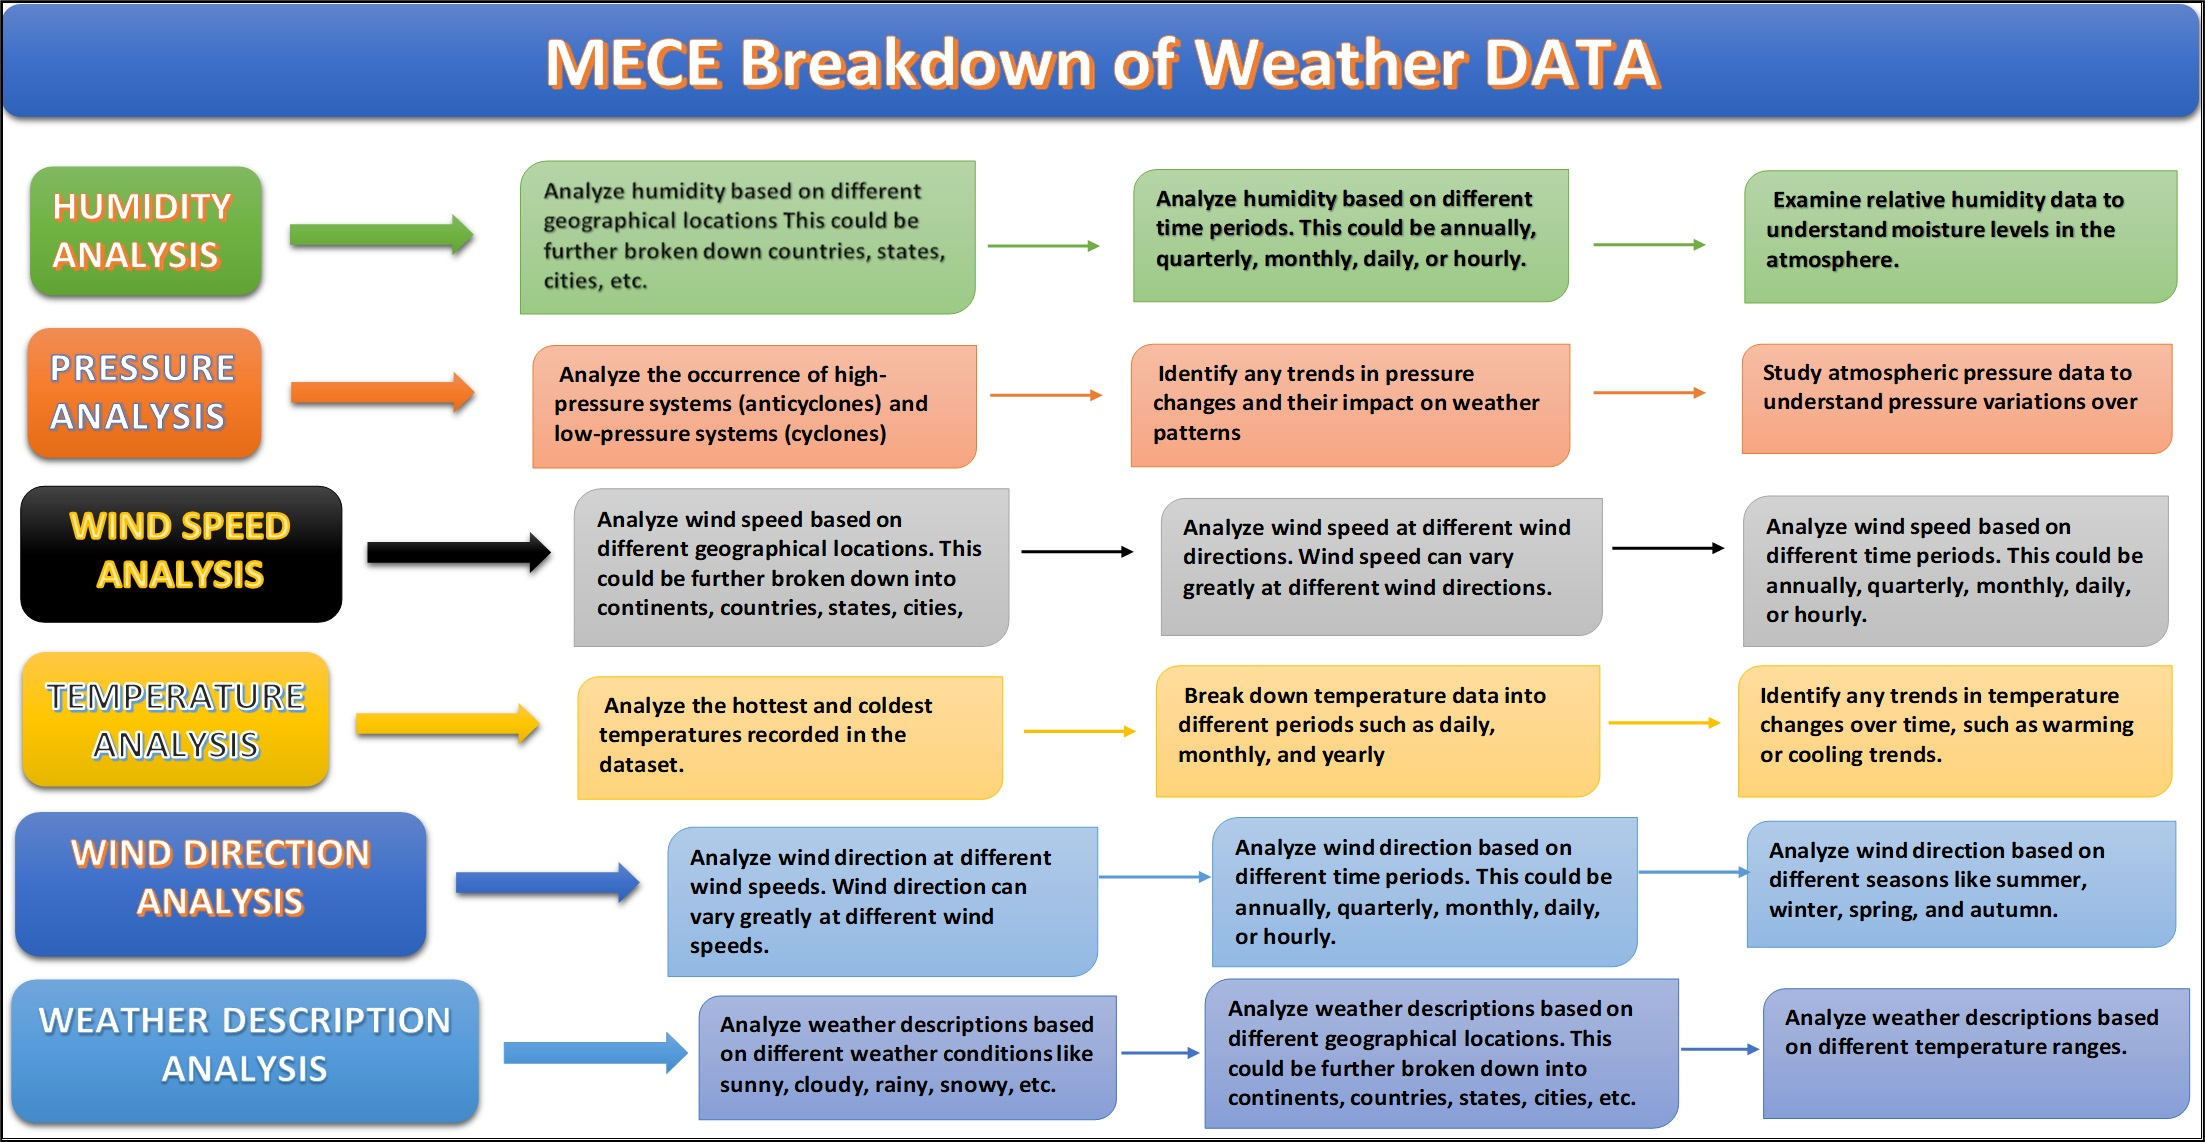 MECE Breakdown of Weather DATA
HUMIDITY
ANALYSIS
Analyze humidity based on different
geographical locations This could be
further broken down countries, states,
cities, etc.
Analyze humidity based on different
time periods. This could be annually,
quarterly, monthly, daily, or hourly.
Examine relative humidity data to
understand moisture levels in the
atmosphere.
PRESSURE
ANALYSIS
Analyze the occurrence of high-
pressure systems (anticyclones) and
low-pressure systems (cyclones)
Identify any trends in pressure
changes and their impact on weather
patterns
Study atmospheric pressure data to
understand pressure variations over
WIND SPEED
ANALYSIS
Analyze wind speed based on
different geographical locations. This
could be further broken down into
continents, countries, states, cities,
Analyze wind speed at different wind
directions. Wind speed can vary
greatly at different wind directions.
Analyze wind speed based on
different time periods. This could be
annually, quarterly, monthly, daily,
or hourly.
TEMPERATURE
ANALYSIS
Analyze the hottest and coldest
temperatures recorded in the
dataset.
Break down temperature data into
different periods such as daily,
monthly, and yearly
Identify any trends in temperature
changes over time, such as warming
or cooling trends.
WIND DIRECTION
ANALYSIS
Analyze wind direction at different
wind speeds. Wind direction can
vary greatly at different wind
speeds.
Analyze wind direction based on
different time periods. This could be
annually, quarterly, monthly, daily,
or hourly.
Analyze wind direction based on
different seasons like summer,
winter, spring, and autumn.
WEATHER DESCRIPTION
ANALYSIS
Analyze weather descriptions based
on different weather conditions like
sunny, cloudy, rainy, snowy, etc.
Analyze weather descriptions based on
different geographical locations. This
could be further broken down into
continents, countries, states, cities, etc.
Analyze weather descriptions based
on different temperature ranges.